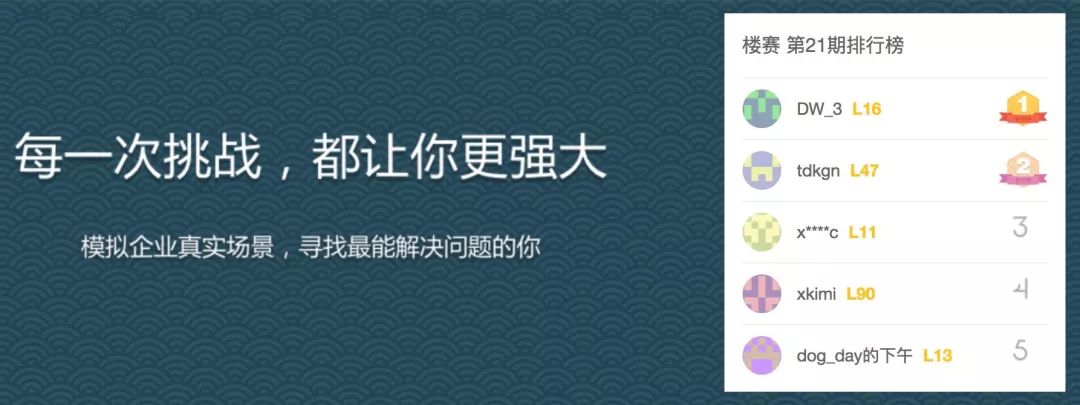 每一次挑战，都让你更强大
模拟企业真实场景，寻找最能解决问题的你
楼赛 第21期排行榜
DW_3 L16 1
tdkgn L47 2
x****c L11 3
xkimi L90 4
dog_day的下午 L13 5